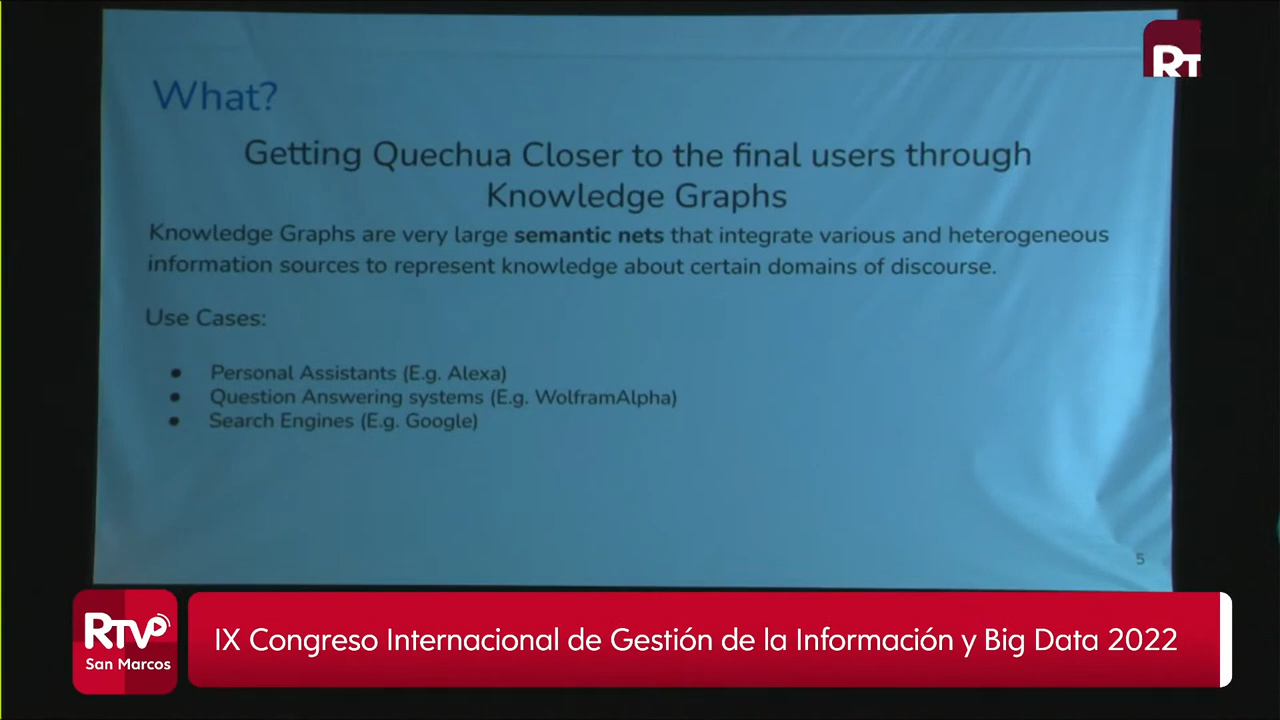 RT
What?
Getting Quechua Closer to the final users through
Knowledge Graphs
Knowledge Graphs are very large semantic nets that integrate various and heterogeneous
information sources to represent knowledge about certain domains of discourse.
Use Cases:
● Personal Assistants (E.g. Alexa)
● Question Answering systems (E.g. WolframAlpha)
● Search Engines (E.g. Google)
5
RTV
San Marcos
IX Congreso Internacional de Gestión de la Información y Big Data 2022